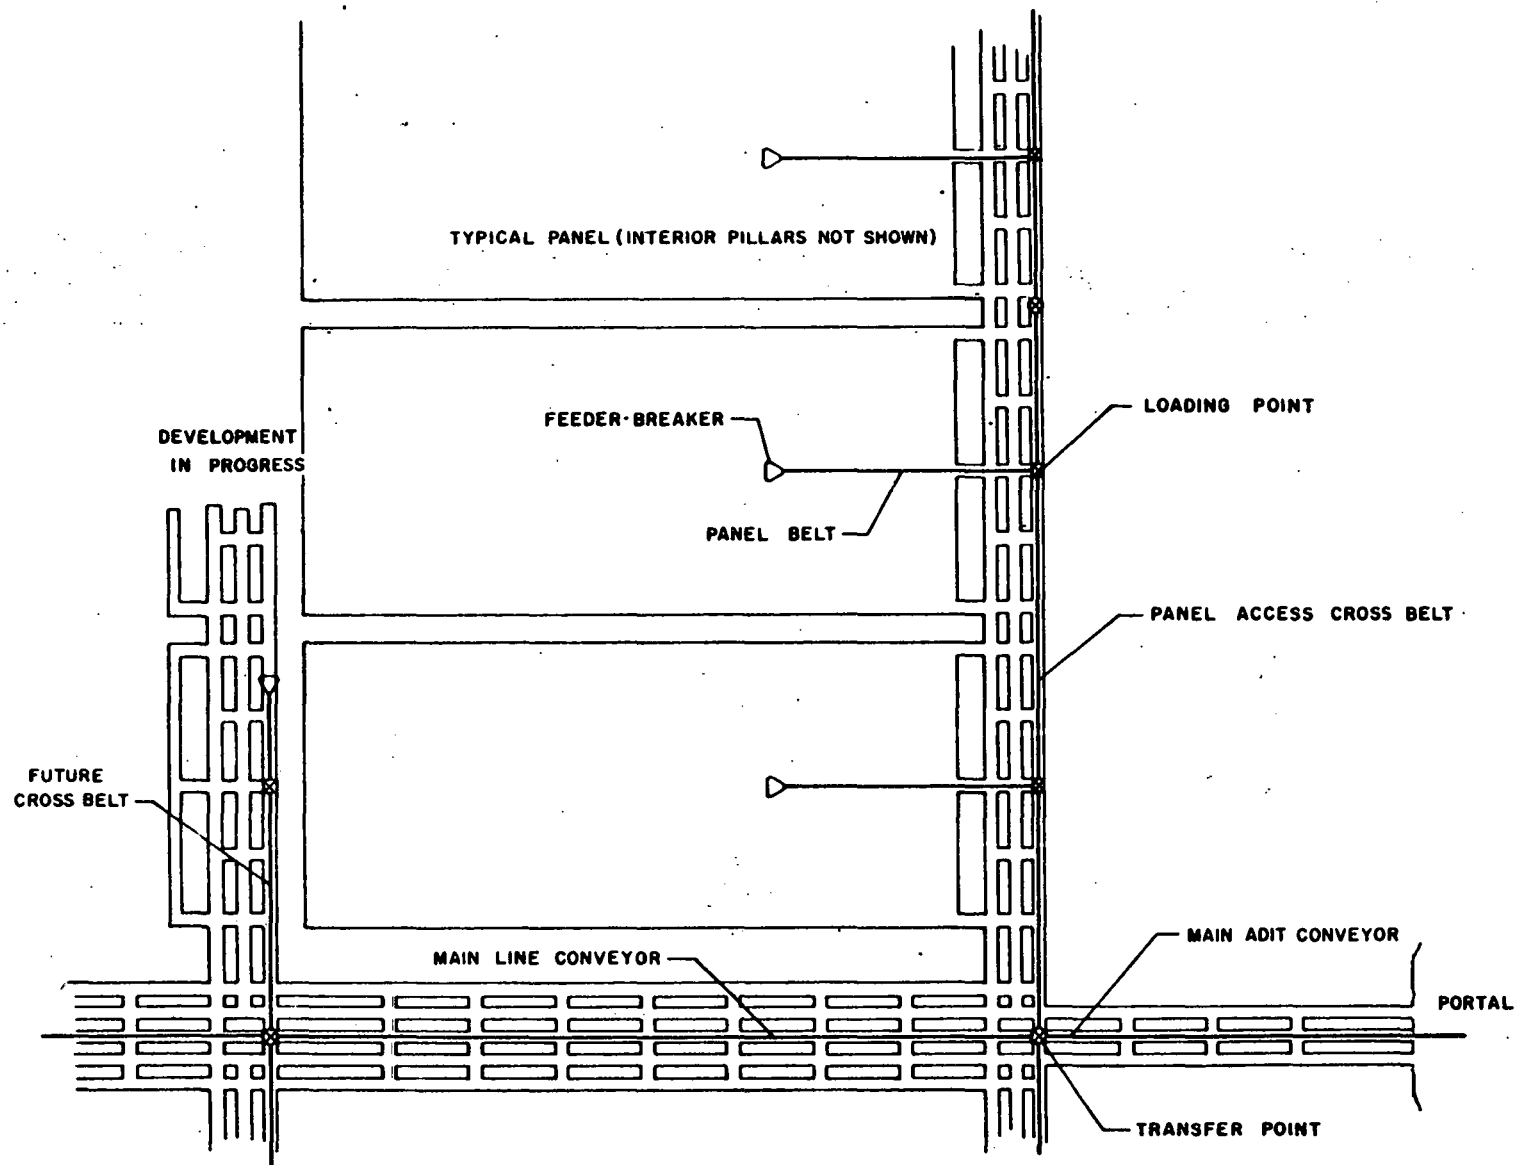 TYPICAL PANEL (INTERIOR PILLARS NOT SHOWN)
FEEDER-BREAKER
LOADING POINT
DEVELOPMENT
IN PROGRESS
PANEL BELT
PANEL ACCESS CROSS BELT
FUTURE
CROSS BELT
MAIN LINE CONVEYOR
MAIN ADIT CONVEYOR
PORTAL
TRANSFER POINT